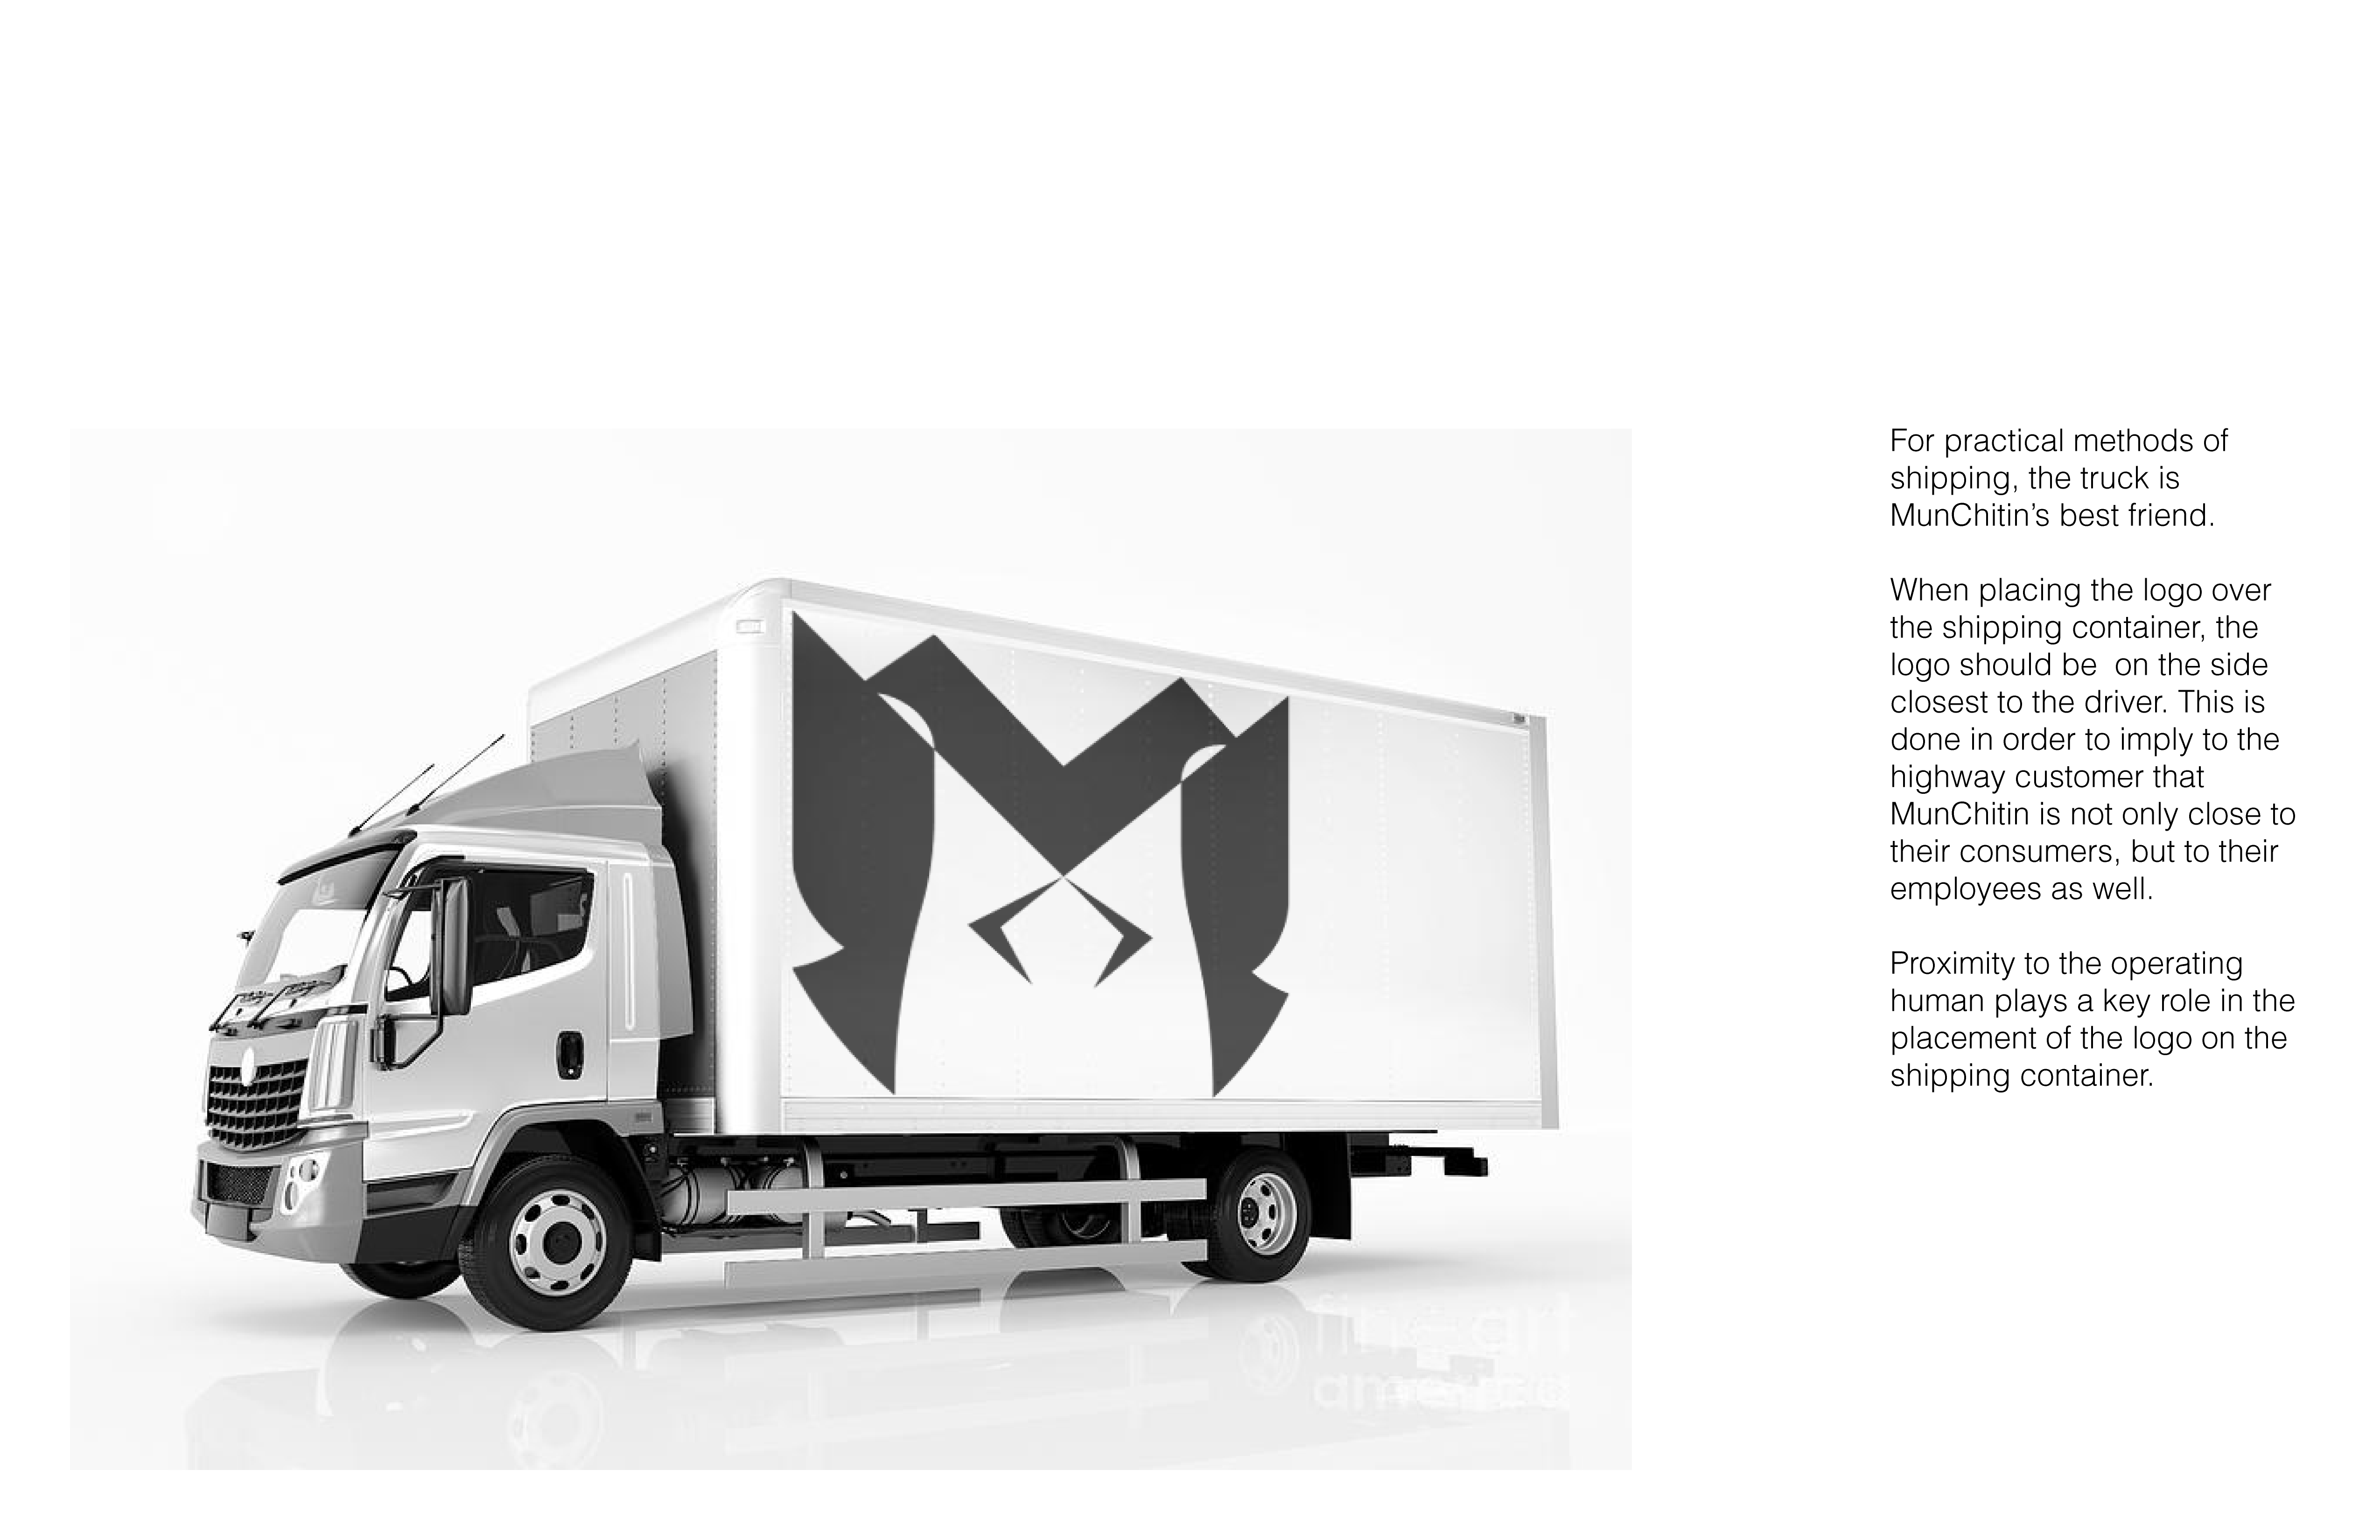 For practical methods of
shipping, the truck is
MunChitin’s best friend.
When placing the logo over
the shipping container, the
logo should be  on the side
closest to the driver. This is
done in order to imply to the
highway customer that
MunChitin is not only close to
their consumers, but to their
employees as well.
Proximity to the operating
human plays a key role in the
placement of the logo on the
shipping container.
fine art
america